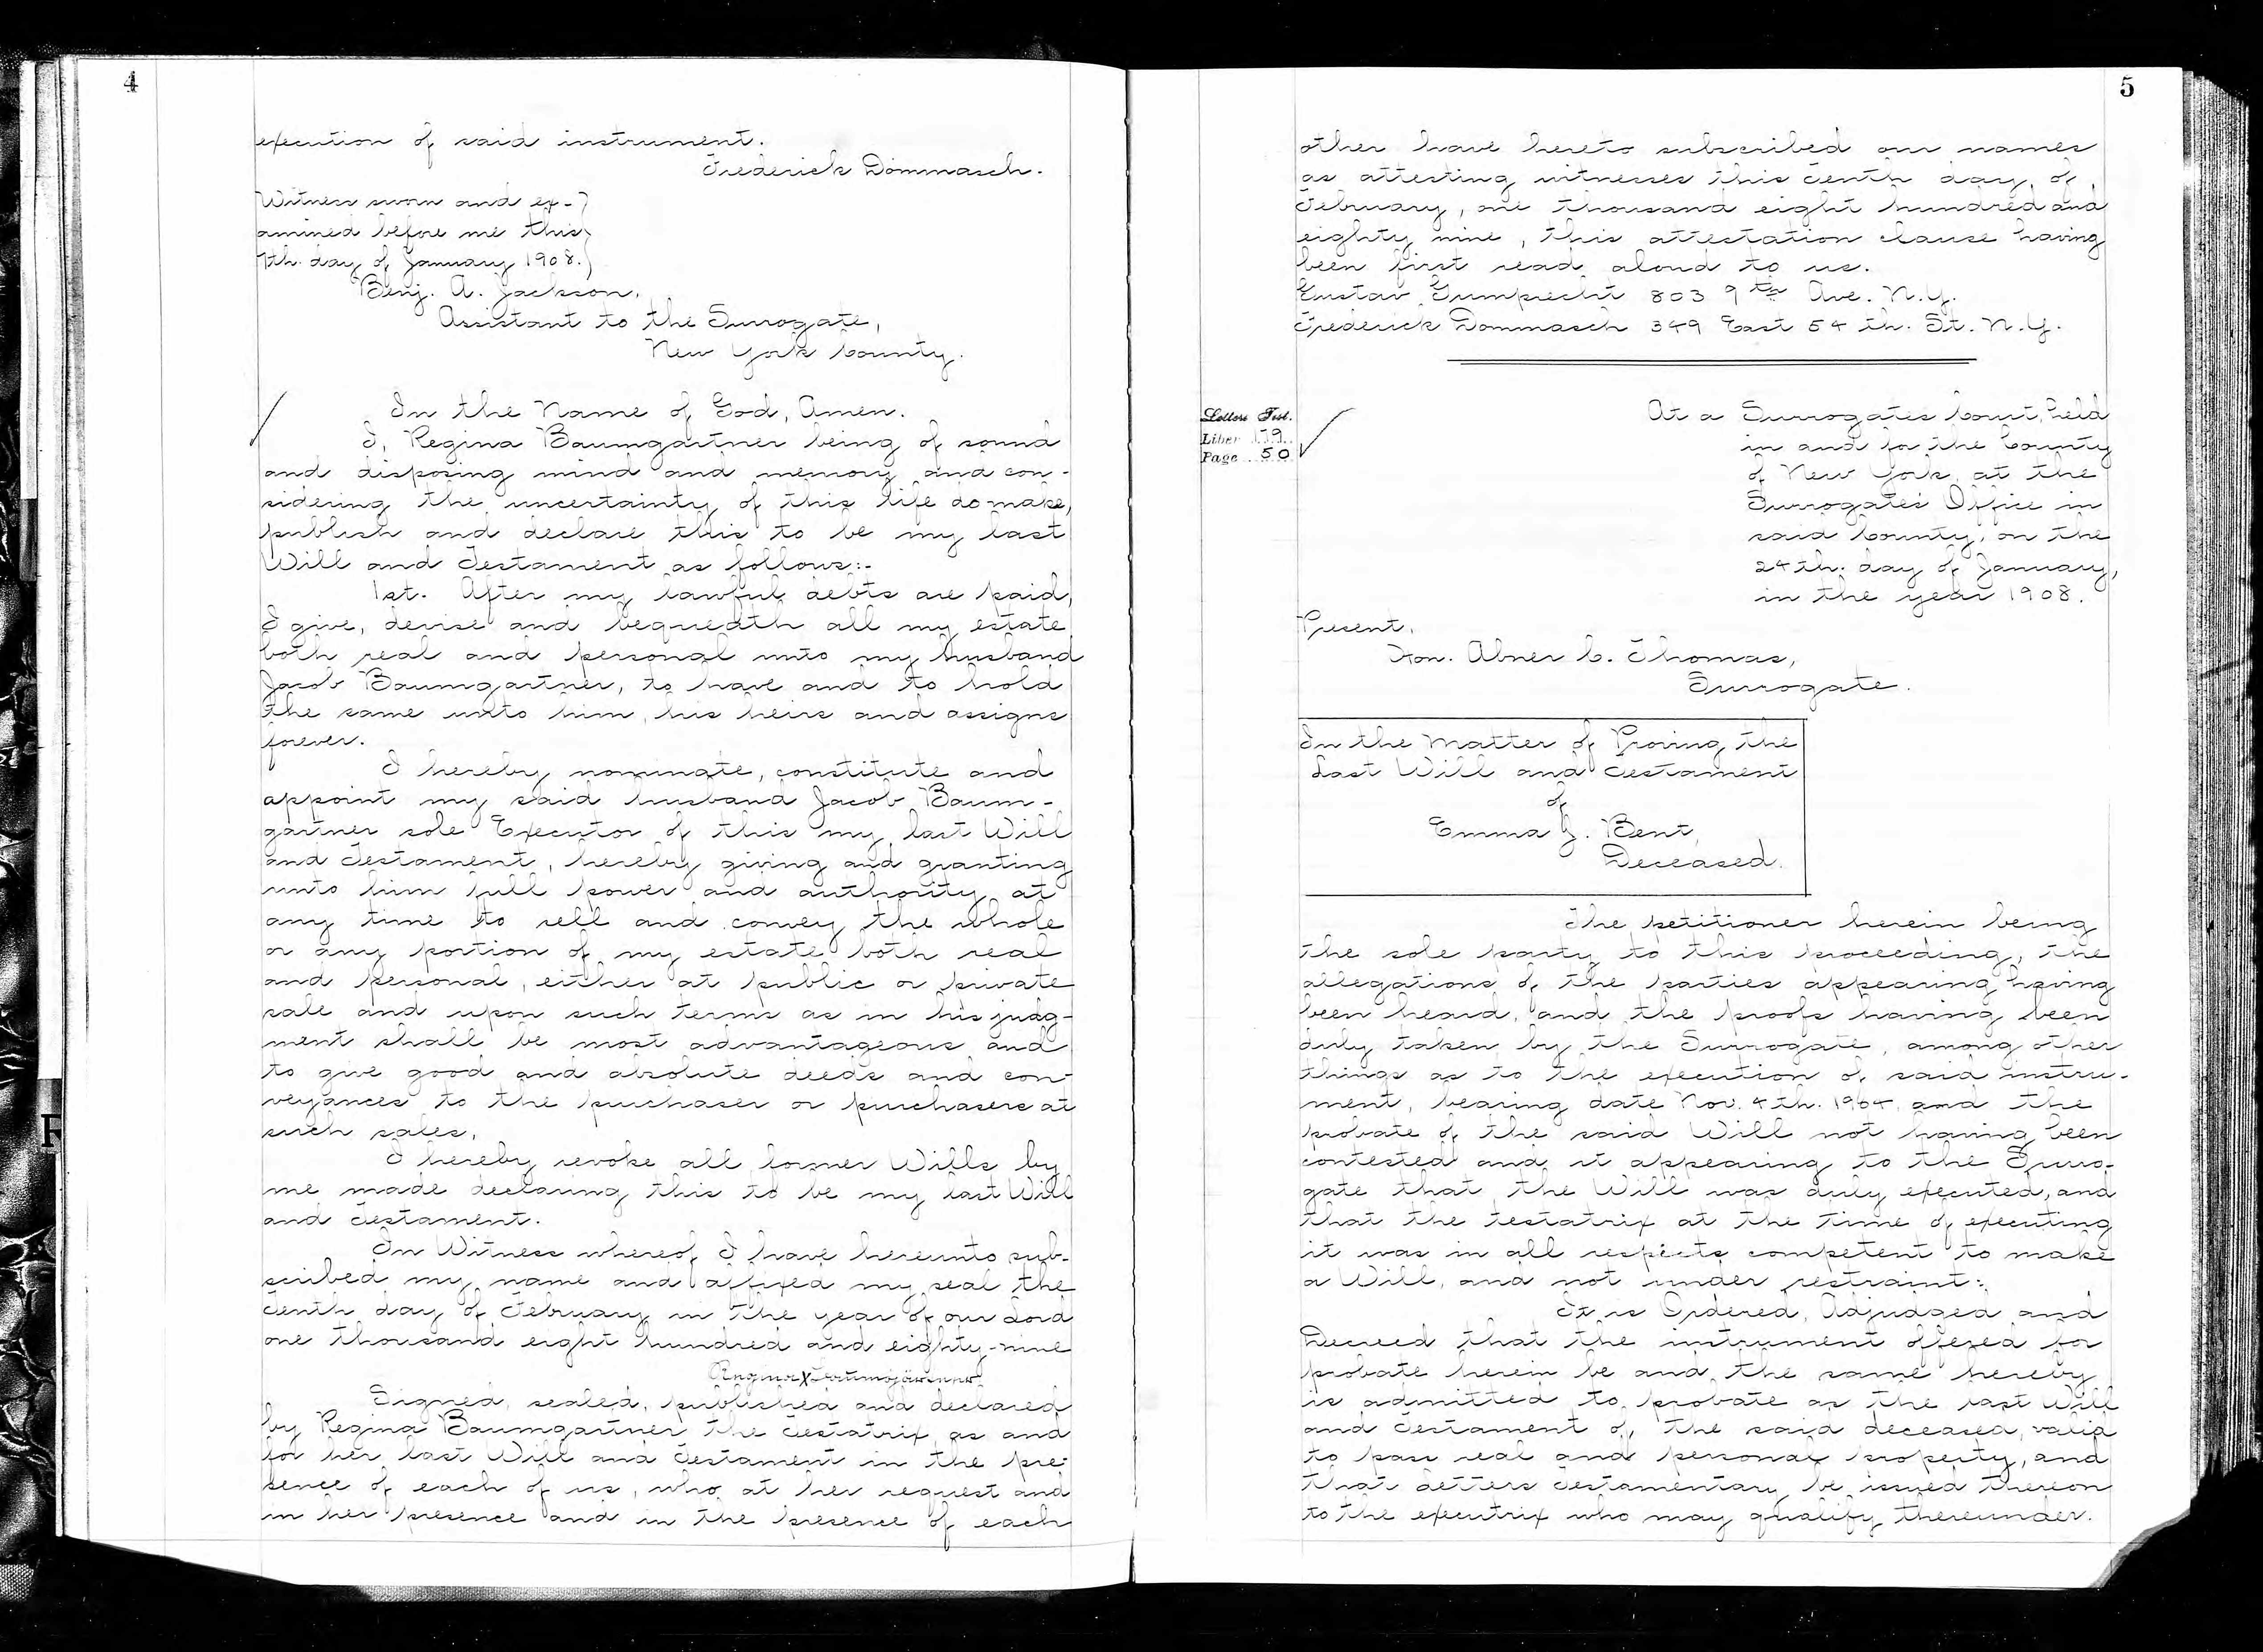 4
execution of said instrument.
Frederick Dommasch.
Witness sworn and ex-
amined before me this
7th. day of January 1908.
Benj. A. Jackson,
Assistant to the Surrogate,
New York County.
In the Name of God, Amen.
I, Regina Baumgartner being of sound
and disposing mind and memory and con-
sidering the uncertainty of this life do make,
publish and declare this to be my last
Will and Testament as follows:-
1st. After my lawful debts are paid,
I give, devise and bequeath all my estate
both real and personal unto my husband
Jacob Baumgartner, to have and to hold
the same unto him, his heirs and assigns
forever.
I hereby nominate, constitute and
appoint my said husband Jacob Baum-
gartner sole Executor of this my last Will
and Testament, hereby giving and granting
unto him full power and authority at
any time to sell and convey the whole
or any portion of my estate both real
and personal, either at public or private
sale and upon such terms as in his judg-
ment shall be most advantageous and
to give good and absolute deeds and con-
veyances to the purchaser or purchasers at
such sales.
I hereby revoke all former Wills by
me made declaring this to be my last Will
and Testament.
In Witness whereof, I have hereunto sub-
scribed my name and affixed my seal the
Tenth day of February in the year of our Lord
one thousand eight hundred and eighty-nine
Regina X Baumgärtner
Signed, sealed, published and declared
by Regina Baumgartner the Testatrix as and
for her last Will and Testament in the pre-
sence of each of us, who at her request and
in her presence and in the presence of each
5
other have hereto subscribed our names
as attesting witnesses this Tenth day of
February, one thousand eight hundred and
eighty nine, this attestation clause having
been first read aloud to us.
Gustav Gumprecht 803 9th Ave. N.Y.
Frederick Dommasch 349 East 54 th. St. N.Y.
Letters Test.
Liber 19
Page 50
At a Surrogates Court, held
in and for the County
of New York, at the
Surrogate's Office in
said County, on the
24th. day of January,
in the year 1908.
Present,
Hon. Abner C. Thomas,
Surrogate.
In the Matter of Proving the
Last Will and Testament
of
Emma J. Bent,
Deceased.
The petitioner herein being
the sole party to this proceeding, the
allegations of the parties appearing having
been heard, and the proofs having been
duly taken by the Surrogate, among other
things as to the execution of said instru-
ment, bearing date Nov. 4th. 1904, and the
probate of the said Will not having been
contested and it appearing to the Surro-
gate that the Will was duly executed, and
that the testatrix at the time of executing
it was in all respects competent to make
a Will, and not under restraint:
It is Ordered, Adjudged and
Decreed that the instrument offered for
probate herein be and the same hereby
is admitted to probate as the last Will
and Testament of the said deceased, valid
to pass real and personal property, and
that Letters Testamentary be issued thereon
to the executrix who may qualify thereunder.